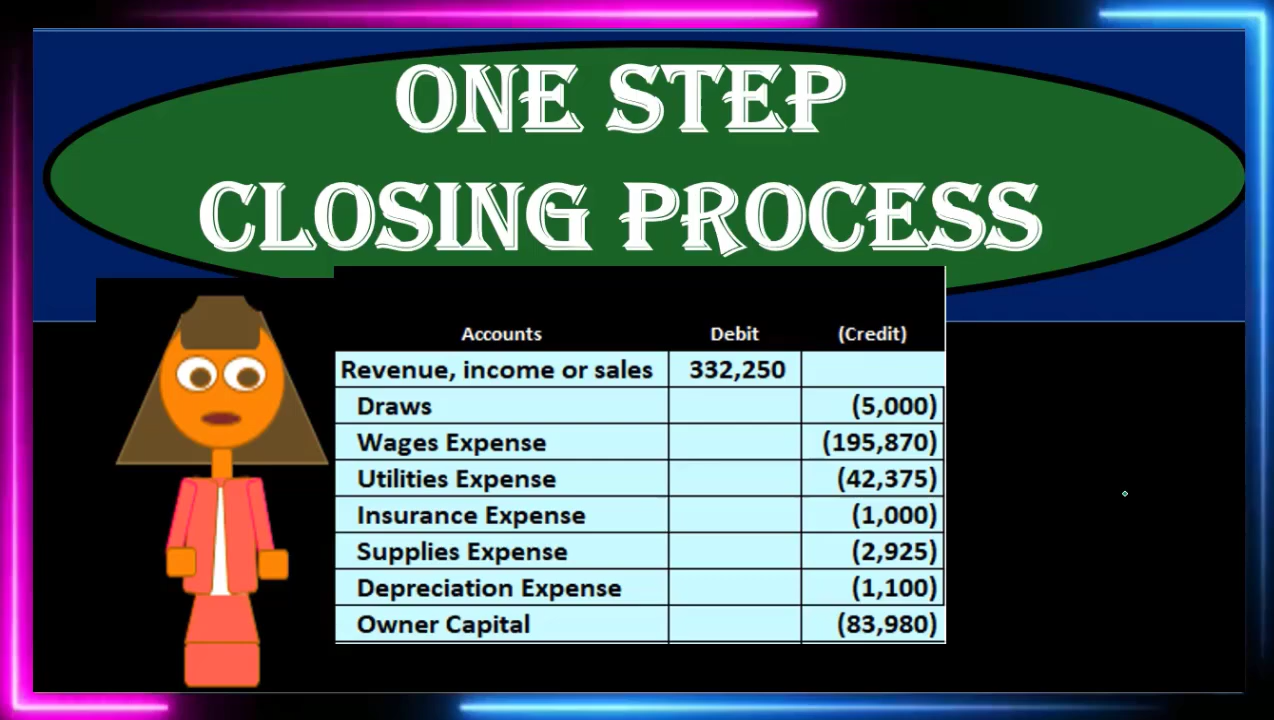 ONE STEP
CLOSING PROCESS
Accounts Debit (Credit)
Revenue, income or sales 332,250
Draws (5,000)
Wages Expense (195,870)
Utilities Expense (42,375)
Insurance Expense (1,000)
Supplies Expense (2,925)
Depreciation Expense (1,100)
Owner Capital (83,980)